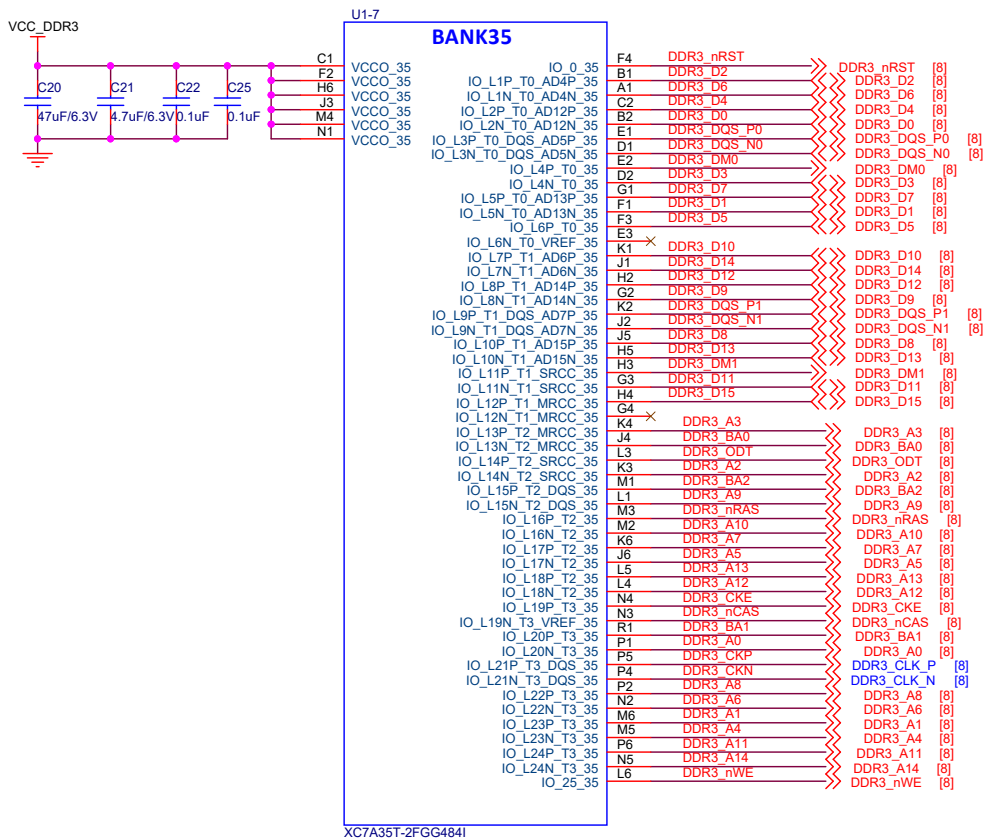 U1-7
BANK35
VCC_DDR3
C20
47uF/6.3V
C21
4.7uF/6.3V
C22
0.1uF
C25
0.1uF
C1 VCCO_35
F2 VCCO_35
H6 VCCO_35
J3 VCCO_35
M4 VCCO_35
N1 VCCO_35
IO_0_35 F4 DDR3_nRST DDR3_nRST [8]
IO_L1P_T0_AD4P_35 B1 DDR3_D2 DDR3_D2 [8]
IO_L1N_T0_AD4N_35 A1 DDR3_D6 DDR3_D6 [8]
IO_L2P_T0_AD12P_35 C2 DDR3_D4 DDR3_D4 [8]
IO_L2N_T0_AD12N_35 B2 DDR3_D0 DDR3_D0 [8]
IO_L3P_T0_DQS_AD5P_35 E1 DDR3_DQS_P0 DDR3_DQS_P0 [8]
IO_L3N_T0_DQS_AD5N_35 D1 DDR3_DQS_N0 DDR3_DQS_N0 [8]
IO_L4P_T0_35 E2 DDR3_DM0 DDR3_DM0 [8]
IO_L4N_T0_35 D2 DDR3_D3 DDR3_D3 [8]
IO_L5P_T0_AD13P_35 G1 DDR3_D7 DDR3_D7 [8]
IO_L5N_T0_AD13N_35 F1 DDR3_D1 DDR3_D1 [8]
IO_L6P_T0_35 F3 DDR3_D5 DDR3_D5 [8]
IO_L6N_T0_VREF_35 E3
IO_L7P_T1_AD6P_35 K1 DDR3_D10 DDR3_D10 [8]
IO_L7N_T1_AD6N_35 J1 DDR3_D14 DDR3_D14 [8]
IO_L8P_T1_AD14P_35 H2 DDR3_D12 DDR3_D12 [8]
IO_L8N_T1_AD14N_35 G2 DDR3_D9 DDR3_D9 [8]
IO_L9P_T1_DQS_AD7P_35 K2 DDR3_DQS_P1 DDR3_DQS_P1 [8]
IO_L9N_T1_DQS_AD7N_35 J2 DDR3_DQS_N1 DDR3_DQS_N1 [8]
IO_L10P_T1_AD15P_35 J5 DDR3_D8 DDR3_D8 [8]
IO_L10N_T1_AD15N_35 H5 DDR3_D13 DDR3_D13 [8]
IO_L11P_T1_SRCC_35 H3 DDR3_DM1 DDR3_DM1 [8]
IO_L11N_T1_SRCC_35 G3 DDR3_D11 DDR3_D11 [8]
IO_L12P_T1_MRCC_35 H4 DDR3_D15 DDR3_D15 [8]
IO_L12N_T1_MRCC_35 G4
IO_L13P_T2_MRCC_35 K4 DDR3_A3 DDR3_A3 [8]
IO_L13N_T2_MRCC_35 J4 DDR3_BA0 DDR3_BA0 [8]
IO_L14P_T2_SRCC_35 L3 DDR3_ODT DDR3_ODT [8]
IO_L14N_T2_SRCC_35 K3 DDR3_A2 DDR3_A2 [8]
IO_L15P_T2_DQS_35 M1 DDR3_BA2 DDR3_BA2 [8]
IO_L15N_T2_DQS_35 L1 DDR3_A9 DDR3_A9 [8]
IO_L16P_T2_35 M3 DDR3_nRAS DDR3_nRAS [8]
IO_L16N_T2_35 M2 DDR3_A10 DDR3_A10 [8]
IO_L17P_T2_35 K6 DDR3_A7 DDR3_A7 [8]
IO_L17N_T2_35 J6 DDR3_A5 DDR3_A5 [8]
IO_L18P_T2_35 L5 DDR3_A13 DDR3_A13 [8]
IO_L18N_T2_35 L4 DDR3_A12 DDR3_A12 [8]
IO_L19P_T3_35 N4 DDR3_CKE DDR3_CKE [8]
IO_L19N_T3_VREF_35 N3 DDR3_nCAS DDR3_nCAS [8]
IO_L20P_T3_35 R1 DDR3_BA1 DDR3_BA1 [8]
IO_L20N_T3_35 P1 DDR3_A0 DDR3_A0 [8]
IO_L21P_T3_DQS_35 P5 DDR3_CKP DDR3_CLK_P [8]
IO_L21N_T3_DQS_35 P4 DDR3_CKN DDR3_CLK_N [8]
IO_L22P_T3_35 P2 DDR3_A8 DDR3_A8 [8]
IO_L22N_T3_35 N2 DDR3_A6 DDR3_A6 [8]
IO_L23P_T3_35 M6 DDR3_A1 DDR3_A1 [8]
IO_L23N_T3_35 M5 DDR3_A4 DDR3_A4 [8]
IO_L24P_T3_35 P6 DDR3_A11 DDR3_A11 [8]
IO_L24N_T3_35 N5 DDR3_A14 DDR3_A14 [8]
IO_25_35 L6 DDR3_nWE DDR3_nWE [8]
XC7A35T-2FGG484I